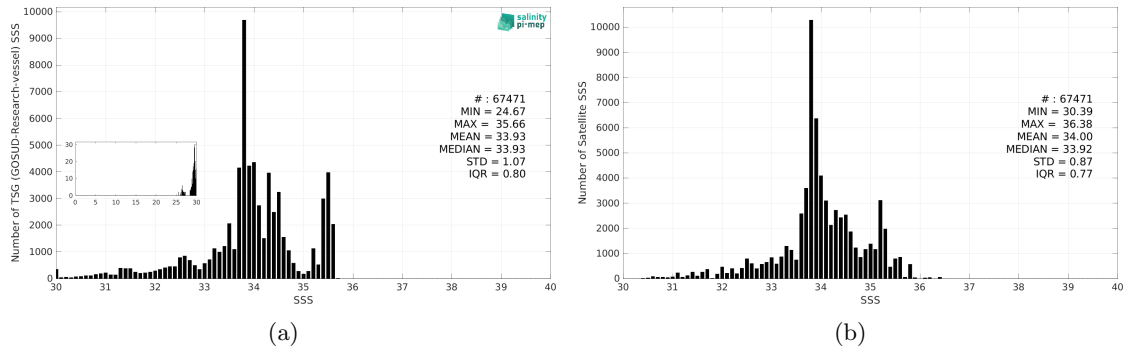 Number of TSG (GOSUD-Research-vessel) SSS
10000
9000
8000
7000
6000
5000
4000
3000
2000
1000
0
30 31 32 33 34 35 36 37 38 39 40
SSS
salinity
pi-mep
# : 67471
MIN = 24.67
MAX = 35.66
MEAN = 33.93
MEDIAN = 33.93
STD = 1.07
IQR = 0.80
30
20
10
0
0 5 10 15 20 25 30
(a)
Number of Satellite SSS
10000
9000
8000
7000
6000
5000
4000
3000
2000
1000
0
30 31 32 33 34 35 36 37 38 39 40
SSS
# : 67471
MIN = 30.39
MAX = 36.38
MEAN = 34.00
MEDIAN = 33.92
STD = 0.87
IQR = 0.77
(b)